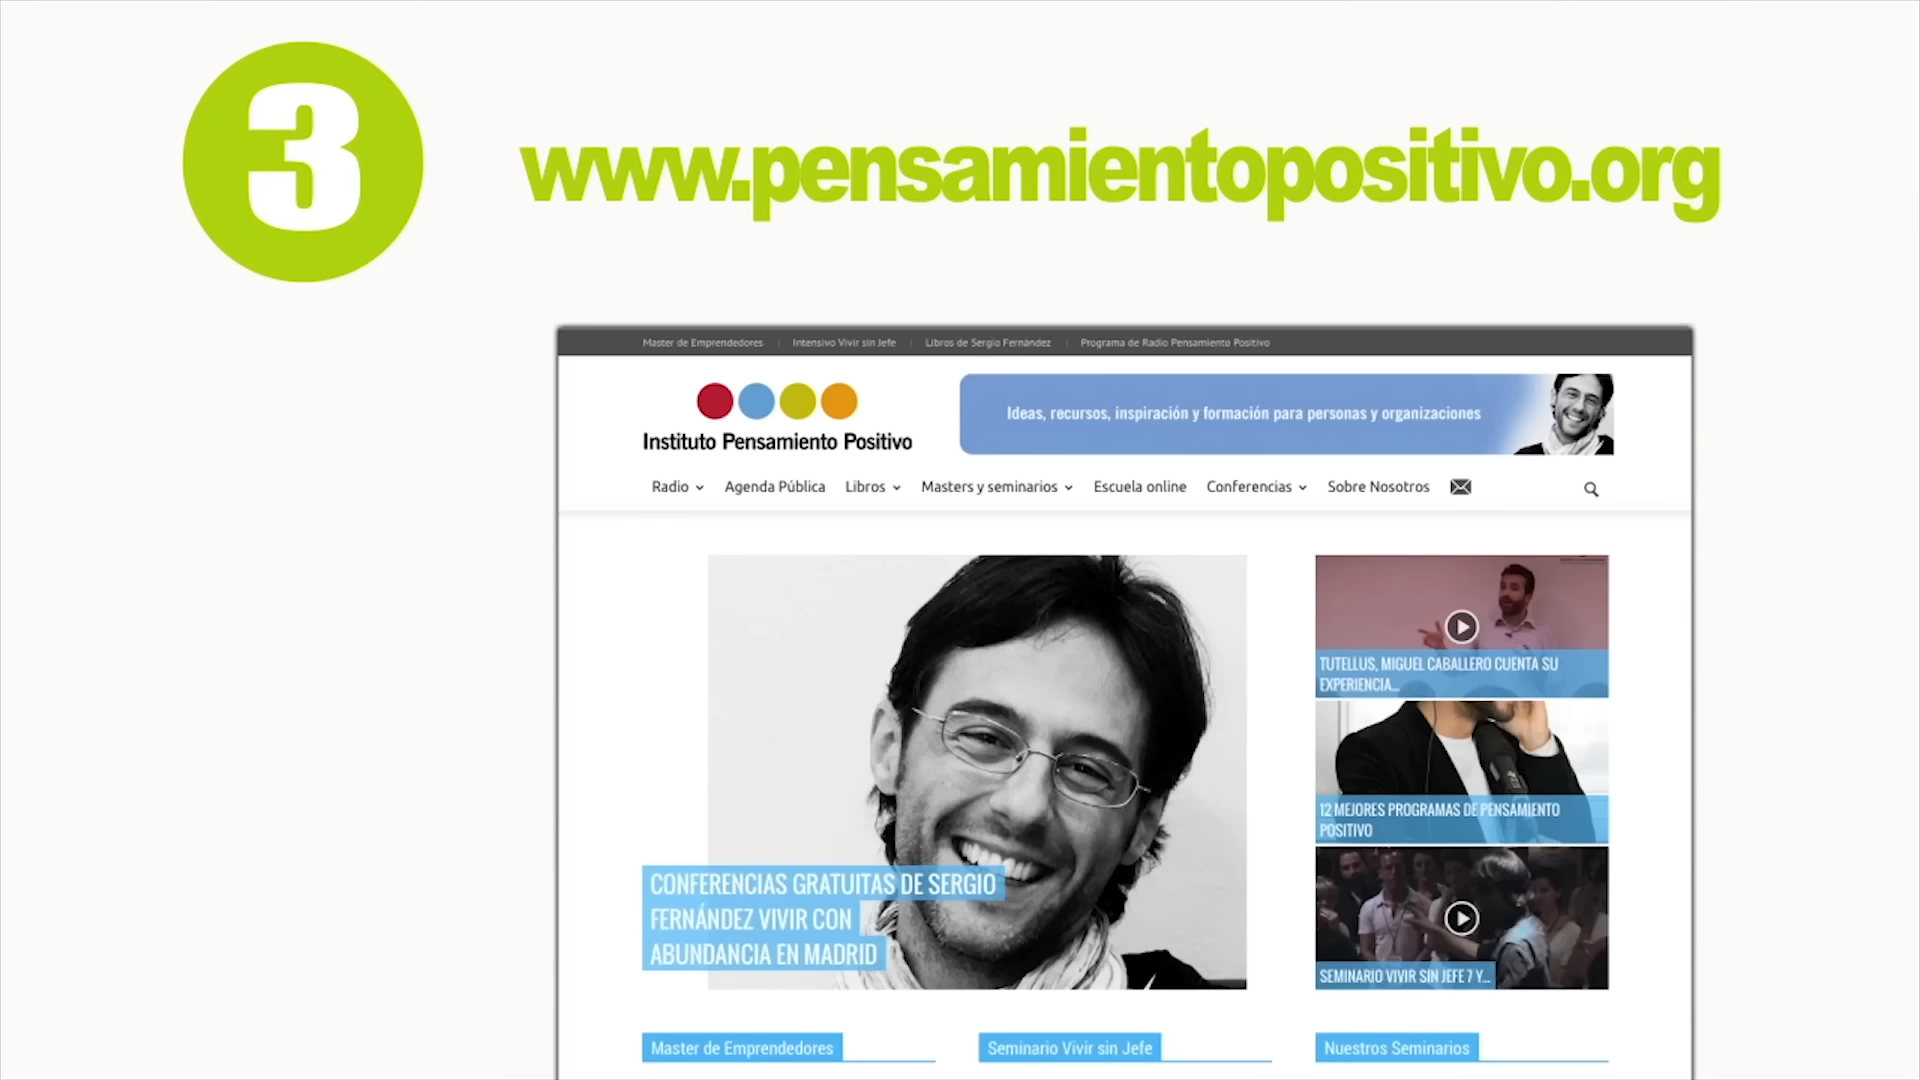 3
www.pensamientopositivo.org
Master de Emprendedores
Intensivo Vivir sin Jefe
Libros de Sergio Fernández
Programa de Radio Pensamiento Positivo
Instituto Pensamiento Positivo
Ideas, recursos, inspiración y formación para personas y organizaciones
Radio
Agenda Pública
Libros
Masters y seminarios
Escuela online
Conferencias
Sobre Nosotros
CONFERENCIAS GRATUITAS DE SERGIO
FERNÁNDEZ VIVIR CON
ABUNDANCIA EN MADRID
TUTELLUS, MIGUEL CABALLERO CUENTA SU
EXPERIENCIA...
12 MEJORES PROGRAMAS DE PENSAMIENTO
POSITIVO
SEMINARIO VIVIR SIN JEFE 7 Y...
Master de Emprendedores
Seminario Vivir sin Jefe
Nuestros Seminarios